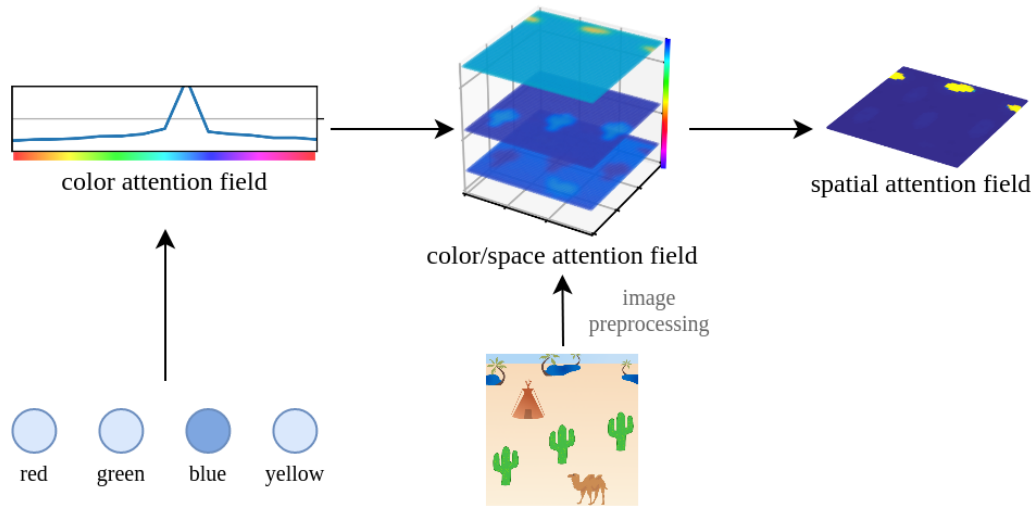 color attention field
spatial attention field
color/space attention field
image
preprocessing
red
green
blue
yellow